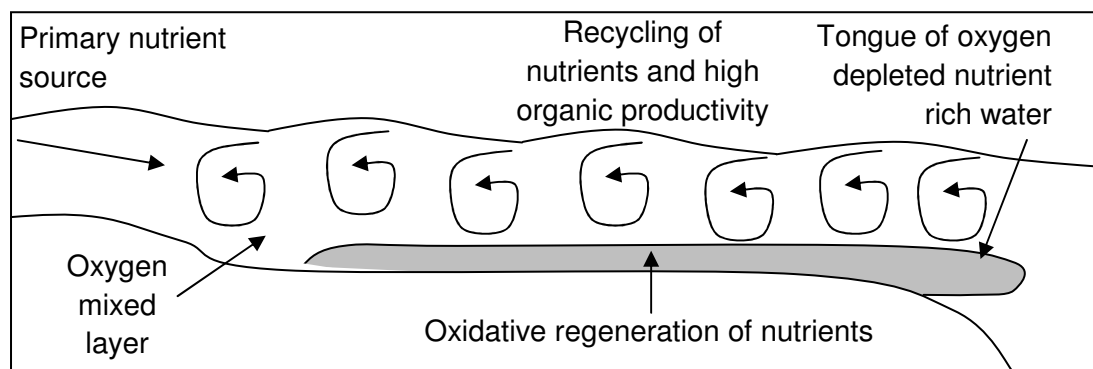 Primary nutrient
source
Recycling of
nutrients and high
organic productivity
Tongue of oxygen
depleted nutrient
rich water
Oxygen
mixed
layer
Oxidative regeneration of nutrients